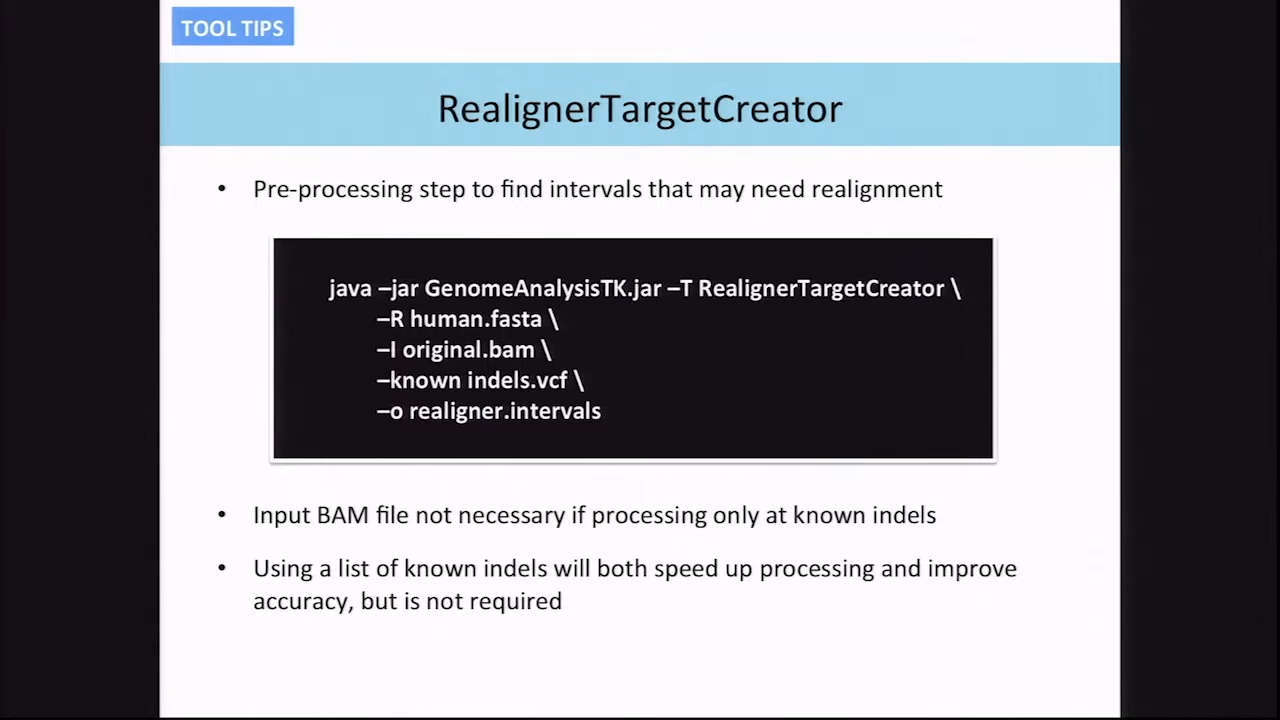 TOOL TIPS
RealignerTargetCreator
• Pre-processing step to find intervals that may need realignment
java –jar GenomeAnalysisTK.jar –T RealignerTargetCreator \
–R human.fasta \
–I original.bam \
–known indels.vcf \
–o realigner.intervals
• Input BAM file not necessary if processing only at known indels
• Using a list of known indels will both speed up processing and improve
accuracy, but is not required